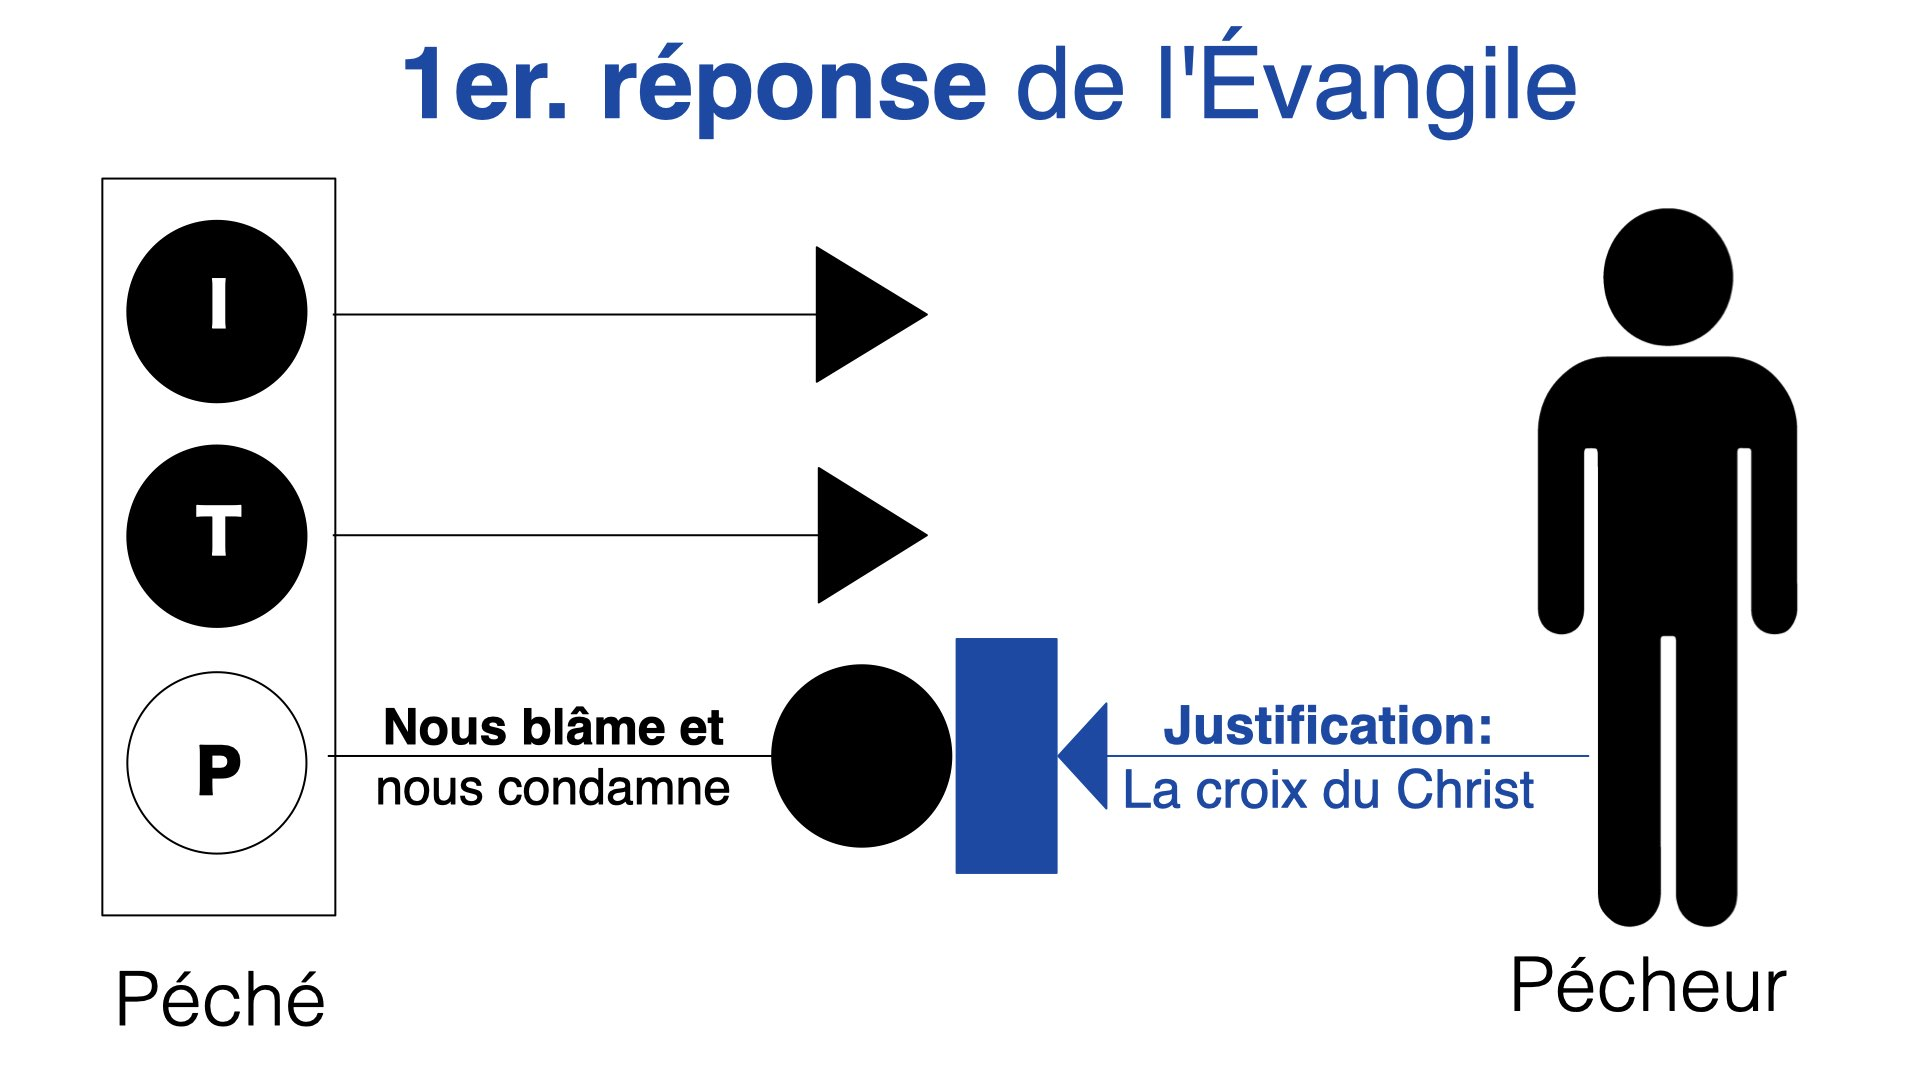 1er. réponse de l'Évangile
I
T
P
Nous blâme et
nous condamne
Justification:
La croix du Christ
Péché
Pécheur